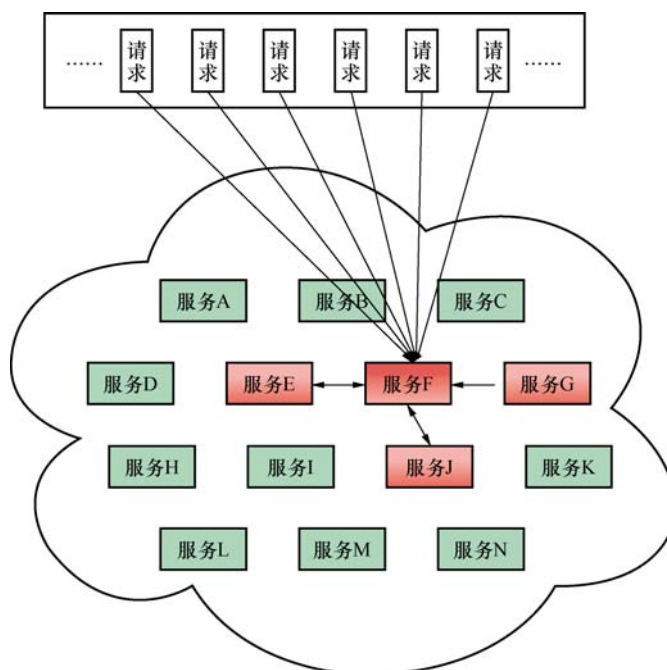 …… 请求 请求 请求 请求 请求 请求 ……
服务A 服务B 服务C
服务D 服务E 服务F 服务G
服务H 服务I 服务J 服务K
服务L 服务M 服务N